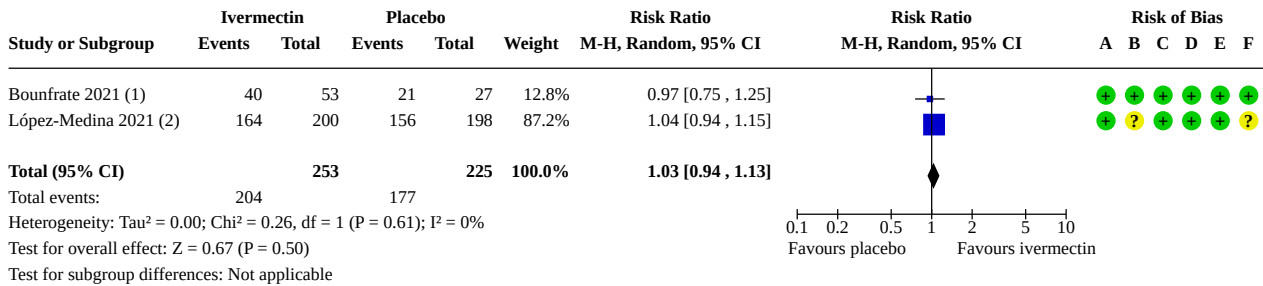 Ivermectin Placebo Risk Ratio Risk Ratio Risk of Bias
Study or Subgroup Events Total Events Total Weight M-H, Random, 95% CI M-H, Random, 95% CI A B C D E F
Bounfrate 2021 (1) 40 53 21 27 12.8% 0.97 [0.75 , 1.25] + + + + + +
López-Medina 2021 (2) 164 200 156 198 87.2% 1.04 [0.94 , 1.15] + ? + + + ?
Total (95% CI) 253 225 100.0% 1.03 [0.94 , 1.13]
Total events: 204 177
Heterogeneity: Tau² = 0.00; Chi² = 0.26, df = 1 (P = 0.61); I² = 0%
0.1 0.2 0.5 1 2 5 10
Test for overall effect: Z = 0.67 (P = 0.50) Favours placebo Favours ivermectin
Test for subgroup differences: Not applicable